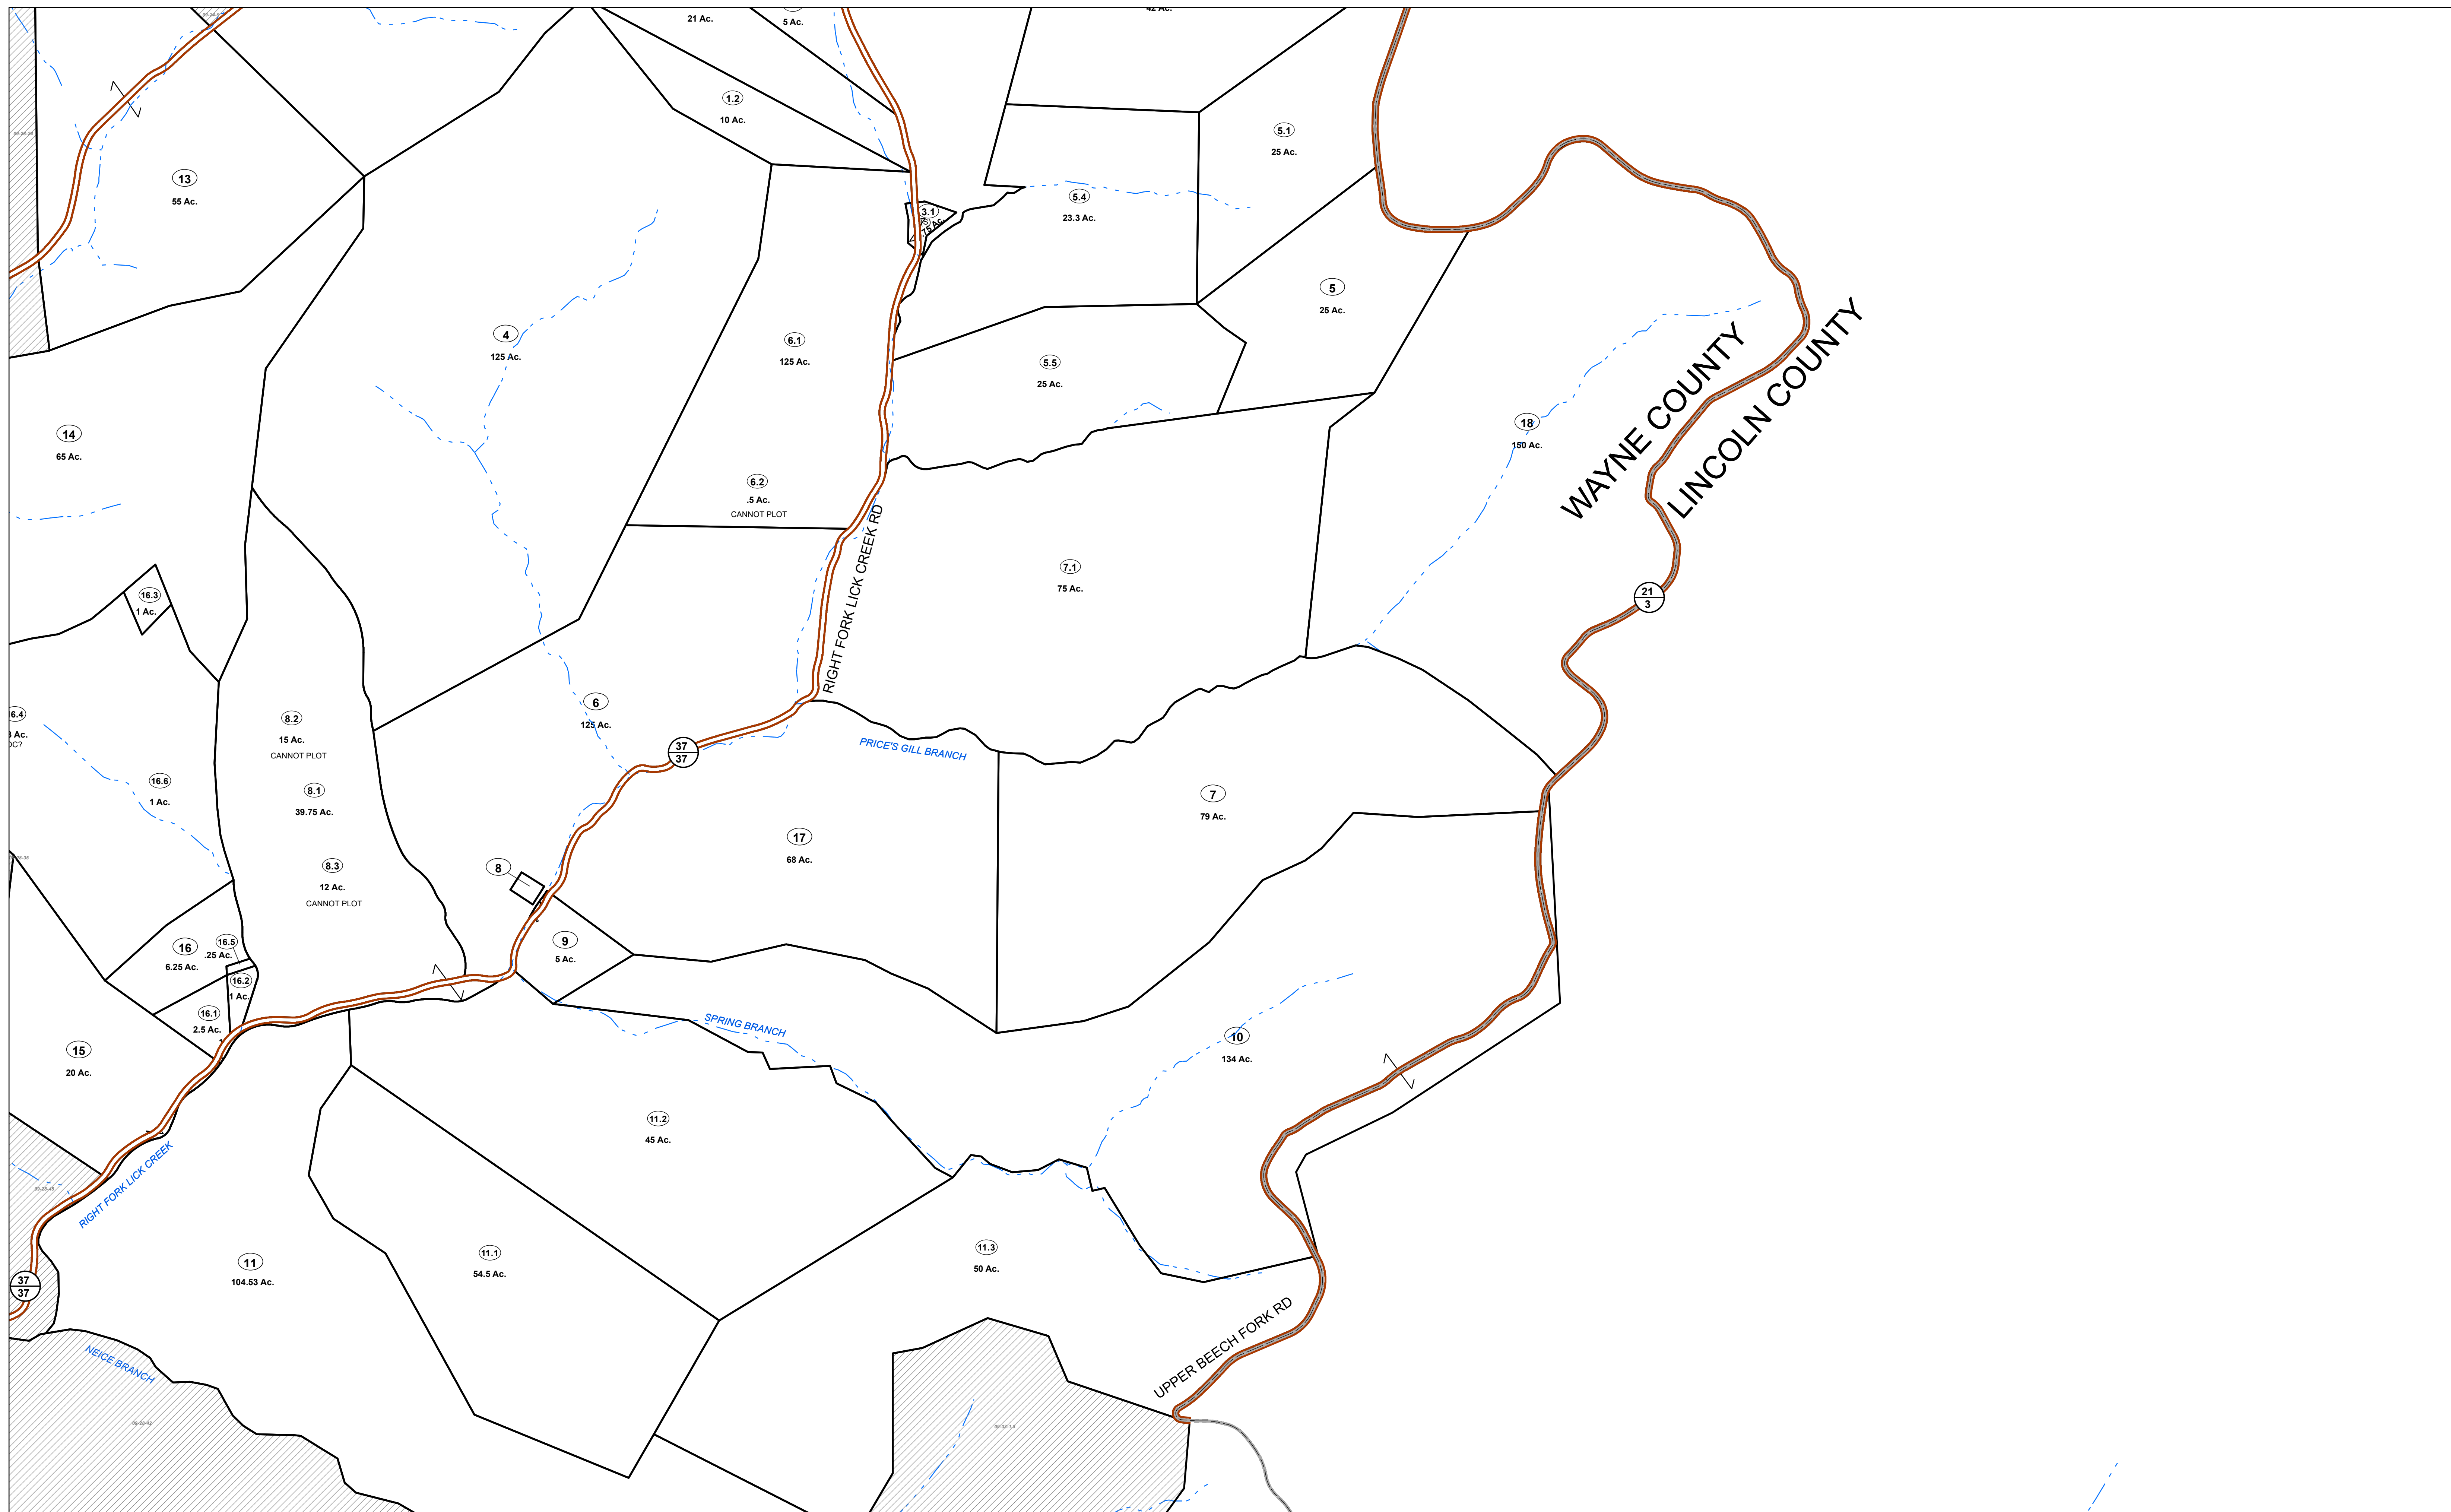 21 Ac.
5 Ac.
42 Ac.
1.2
10 Ac.
5.1
25 Ac.
13
55 Ac.
5.4
23.3 Ac.
3.1
.75 Ac.
5
25 Ac.
4
125 Ac.
6.1
125 Ac.
5.5
25 Ac.
WAYNE COUNTY
LINCOLN COUNTY
18
150 Ac.
14
65 Ac.
6.2
.5 Ac.
CANNOT PLOT
RIGHT FORK LICK CREEK RD
7.1
75 Ac.
16.3
1 Ac.
21
3
6
125 Ac.
8.2
15 Ac.
CANNOT PLOT
37
37
PRICE'S GILL BRANCH
16.6
1 Ac.
8.1
39.75 Ac.
7
79 Ac.
17
68 Ac.
8
8.3
12 Ac.
CANNOT PLOT
16
6.25 Ac.
16.5
.25 Ac.
9
5 Ac.
16.2
1 Ac.
16.1
2.5 Ac.
SPRING BRANCH
10
134 Ac.
15
20 Ac.
11.2
45 Ac.
RIGHT FORK LICK CREEK
11
104.53 Ac.
11.1
54.5 Ac.
11.3
50 Ac.
37
37
UPPER BEECH FORK RD
NEICE BRANCH